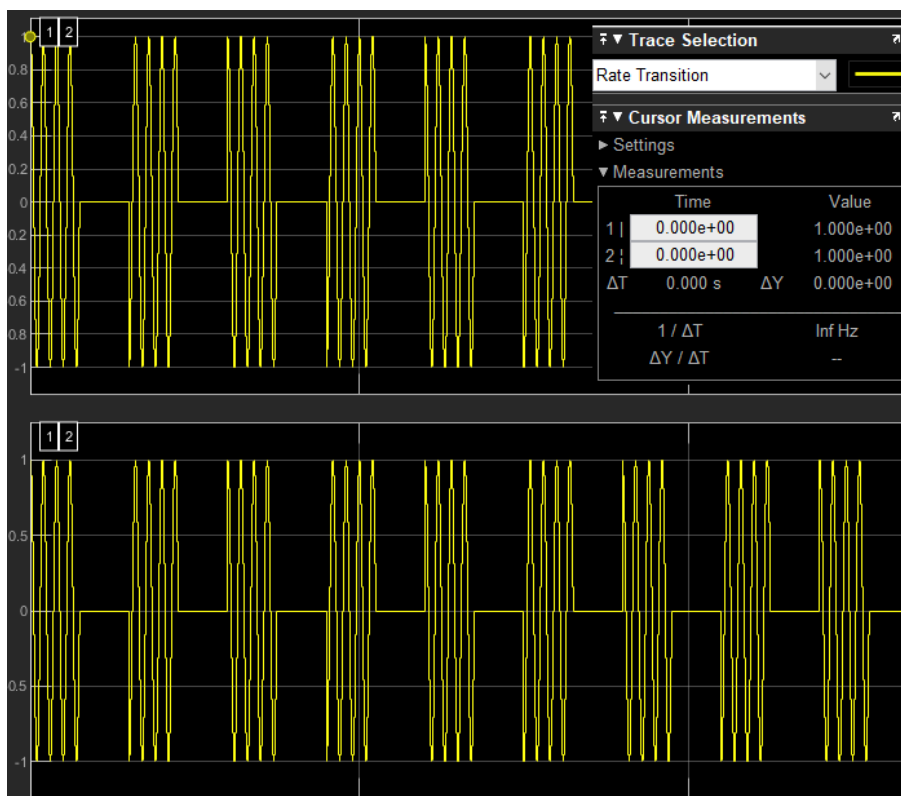 1 2
1
0.8
0.6
0.4
0.2
0
0.2
0.4
0.6
0.8
-1
Trace Selection
Rate Transition
Cursor Measurements
Settings
Measurements
Time Value
1 | 0.000e+00 1.000e+00
2 ¦ 0.000e+00 1.000e+00
ΔT 0.000 s ΔY 0.000e+00
1 / ΔT Inf Hz
ΔY / ΔT --
1 2
1
0.5
0
0.5
-1